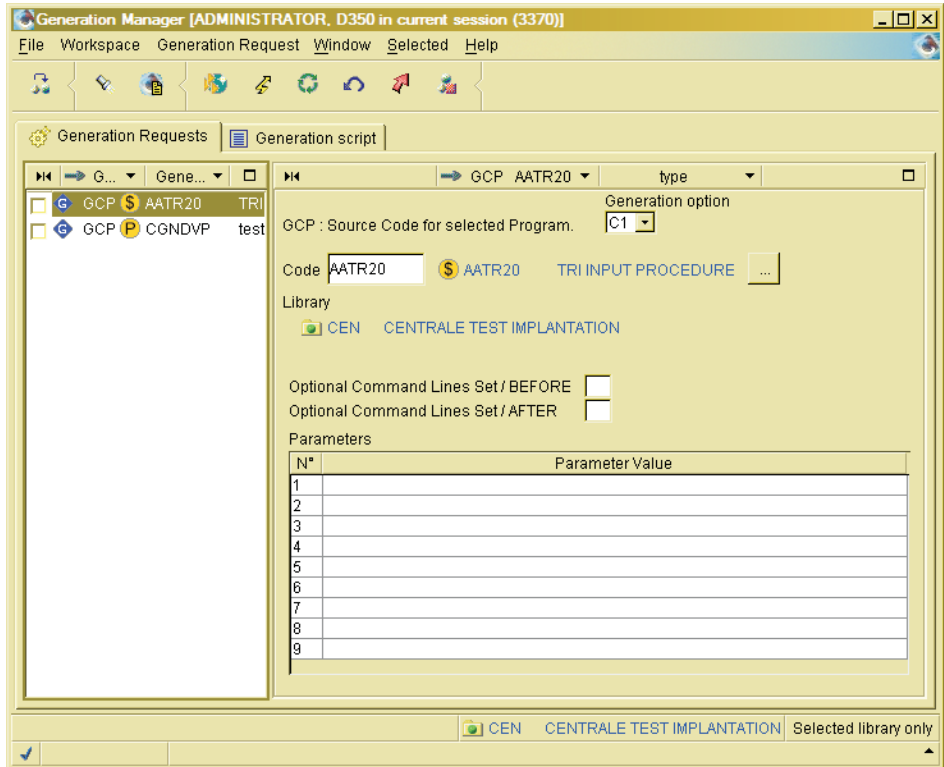 Generation Manager [ADMINISTRATOR, D350 in current session (3370)]
File Workspace Generation Request Window Selected Help
Generation Requests Generation script
G... Gene...
GCP AATR20 type
G GCP $ AATR20 TRI
G GCP P CGNDVP test
Generation option
GCP : Source Code for selected Program. C1
Code AATR20 $ AATR20 TRI INPUT PROCEDURE ...
Library
CEN CENTRALE TEST IMPLANTATION
Optional Command Lines Set / BEFORE
Optional Command Lines Set / AFTER
Parameters
N° Parameter Value
1
2
3
4
5
6
7
8
9
CEN CENTRALE TEST IMPLANTATION Selected library only